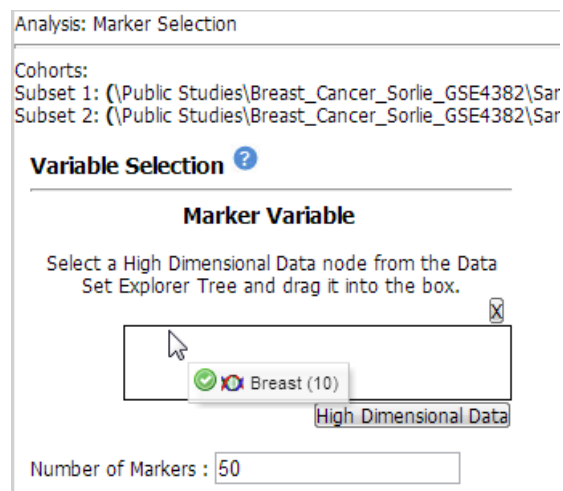 Analysis: Marker Selection
Cohorts:
Subset 1: (\Public Studies\Breast_Cancer_Sorlie_GSE4382\Sar
Subset 2: (\Public Studies\Breast_Cancer_Sorlie_GSE4382\Sar
Variable Selection ?
Marker Variable
Select a High Dimensional Data node from the Data
Set Explorer Tree and drag it into the box.
X
Breast (10)
High Dimensional Data
Number of Markers : 50